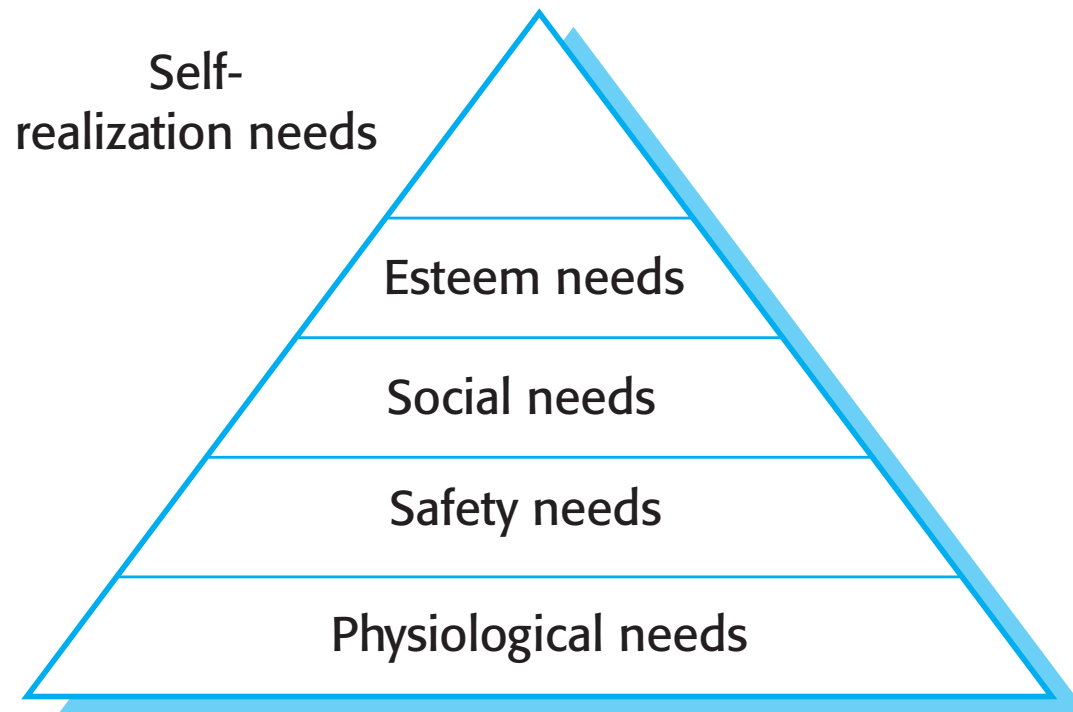 Self-
realization needs
Esteem needs
Social needs
Safety needs
Physiological needs